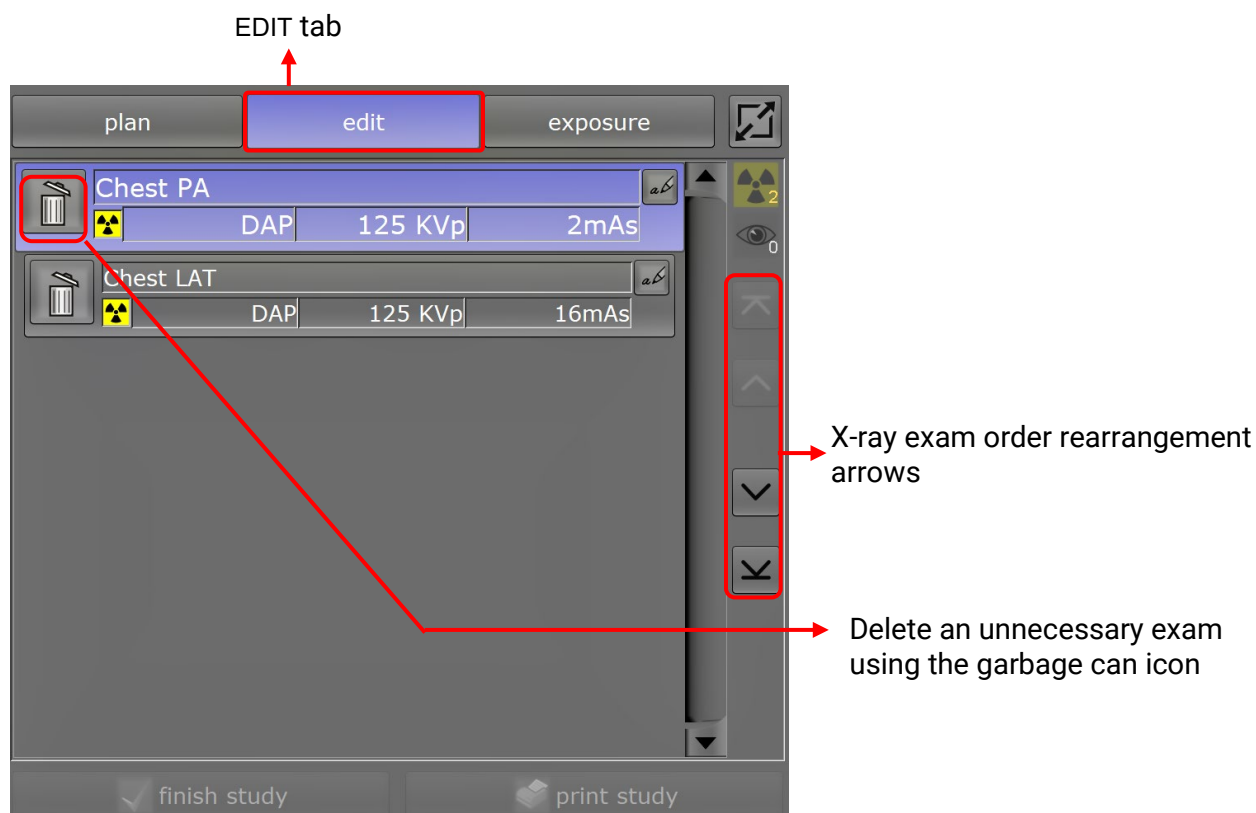 EDIT tab
plan edit exposure
Chest PA
DAP 125 KVp 2mAs
2
0
Chest LAT
DAP 125 KVp 16mAs
X-ray exam order rearrangement
arrows
Delete an unnecessary exam
using the garbage can icon
finish study print study